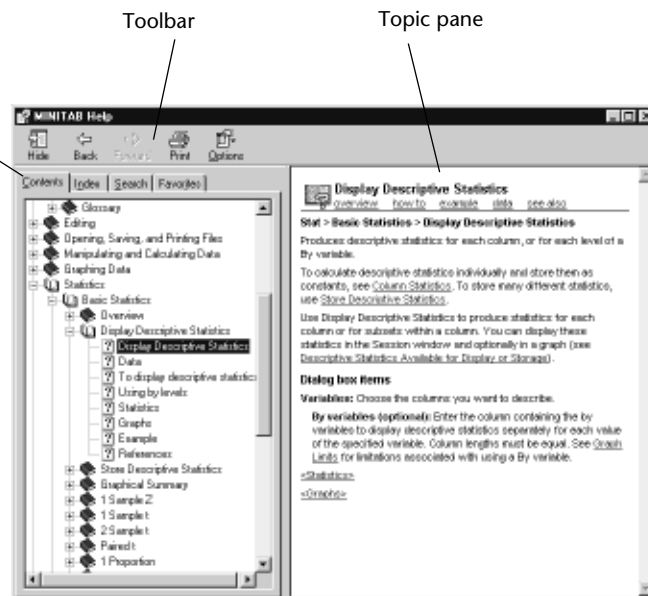 Toolbar
Topic pane
MINITAB Help
Hide
Back
Forward
Print
Options
Contents
Index
Search
Favorites
Glossary
Editing
Opening, Saving, and Printing Files
Manipulating and Calculating Data
Graphing Data
Statistics
Basic Statistics
Overview
Display Descriptive Statistics
Display Descriptive Statistics
Data
To display descriptive statistic
Using by levels
Statistics
Graphs
Example
References
Store Descriptive Statistics
Graphical Summary
1 Sample Z
1 Sample t
2 Sample t
Paired t
1 Proportion
Display Descriptive Statistics
overview how to example data see also
Stat > Basic Statistics > Display Descriptive Statistics
Produces descriptive statistics for each column, or for each level of a
By variable.
To calculate descriptive statistics individually and store them as
constants, see Column Statistics. To store many different statistics,
use Store Descriptive Statistics.
Use Display Descriptive Statistics to produce statistics for each
column or for subsets within a column. You can display these
statistics in the Session window and optionally in a graph (see
Descriptive Statistics Available for Display or Storage).
Dialog box items
Variables: Choose the columns you want to describe.
By variables (optional): Enter the column containing the by
variables to display descriptive statistics separately for each value
of the specified variable. Column lengths must be equal. See Graph
Limits for limitations associated with using a By variable.
<Statistics>
<Graphs>